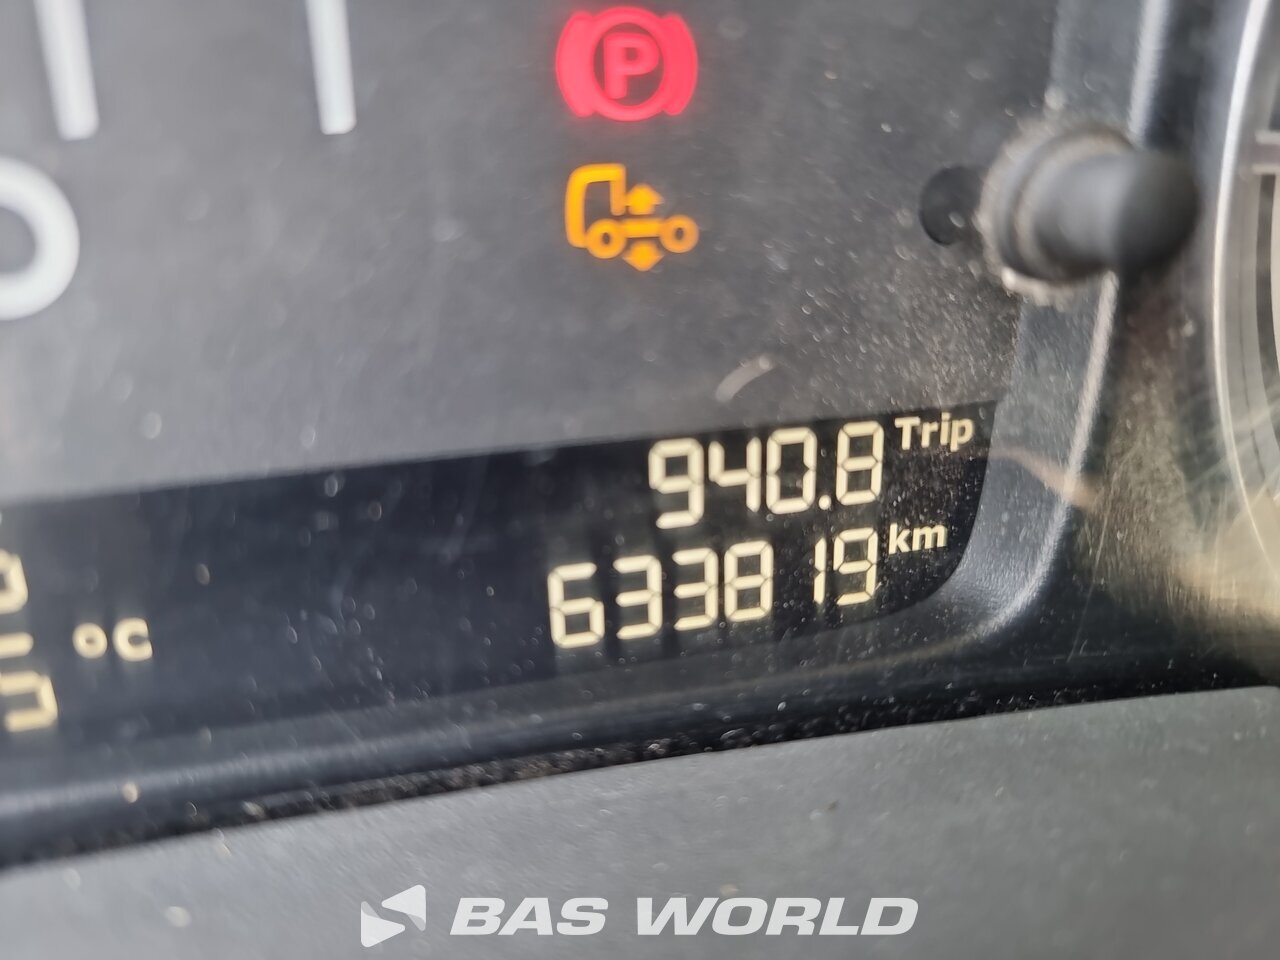 P
940.8 Trip
633819 km
°C
BAS WORLD